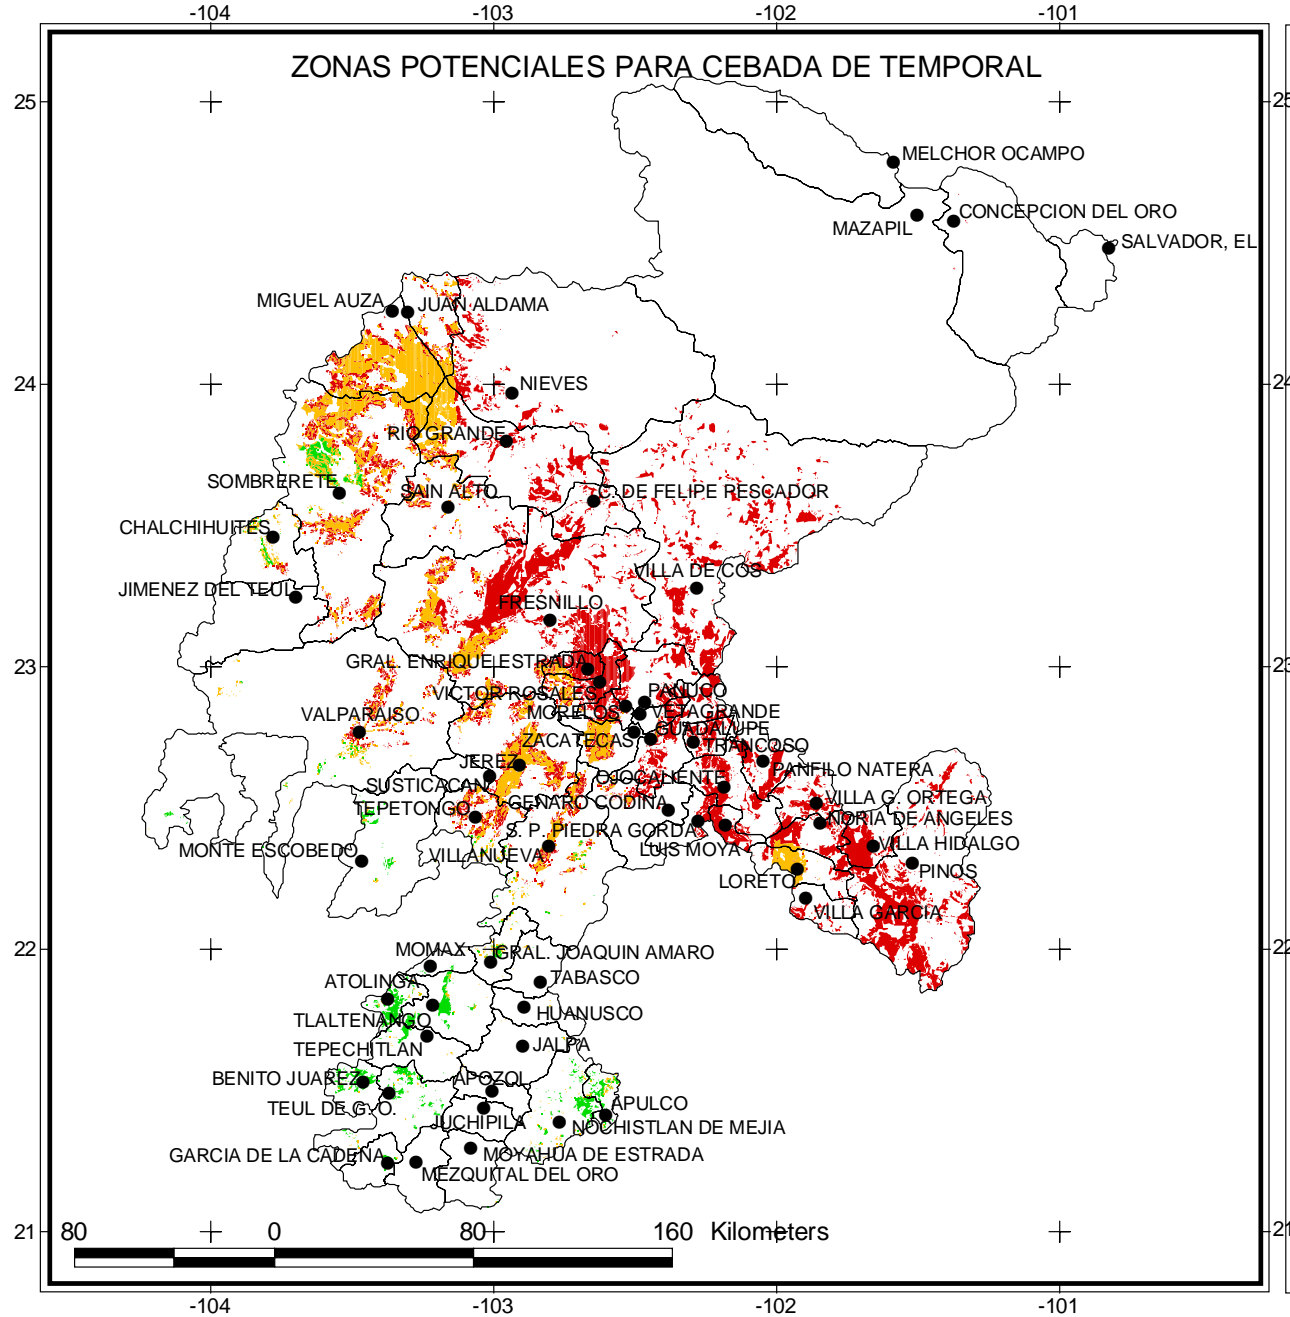 -104 -103 -102 -101
ZONAS POTENCIALES PARA CEBADA DE TEMPORAL
25 25
MELCHOR OCAMPO
CONCEPCION DEL ORO
MAZAPIL
SALVADOR, EL
MIGUEL AUZA
JUAN ALDAMA
24 24
NIEVES
RIO GRANDE
SOMBRERETE
SAIN ALTO
C. DE FELIPE PESCADOR
CHALCHIHUITES
VILLA DE COS
JIMENEZ DEL TEUL
FRESNILLO
23 23
GRAL. ENRIQUE ESTRADA
VICTOR ROSALES
PANUCO
VALPARAISO
MORELOS
VETAGRANDE
GUADALUPE
ZACATECAS
TRANCOSO
JEREZ
PANFILO NATERA
SUSTICACAN
OJOCALIENTE
TEPETONGO
GENARO CODINA
VILLA G. ORTEGA
NORIA DE ANGELES
S. P. PIEDRA GORDA
MONTE ESCOBEDO
VILLANUEVA
LUIS MOYA
VILLA HIDALGO
PINOS
LORETO
VILLA GARCIA
22 22
MOMAX
GRAL. JOAQUIN AMARO
ATOLINGA
TABASCO
TLALTENANGO
HUANUSCO
TEPECHITLAN
JALPA
BENITO JUAREZ
APOZOL
TEUL DE G. O.
APULCO
JUCHIPILA
NOCHISTLAN DE MEJIA
GARCIA DE LA CADENA
MOYAHUA DE ESTRADA
MEZQUITAL DEL ORO
21 21
80 0 80 160 Kilometers
-104 -103 -102 -101